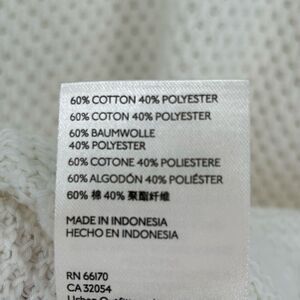 60% COTTON 40% POLYESTER
60% COTON 40% POLYESTER
60% BAUMWOLLE
40% POLYESTER
60% COTONE 40% POLIESTERE
60% ALGODÓN 40% POLIÉSTER
60% 棉 40% 聚酯纤维
MADE IN INDONESIA
HECHO EN INDONESIA
RN 66170
CA 32054
Urban